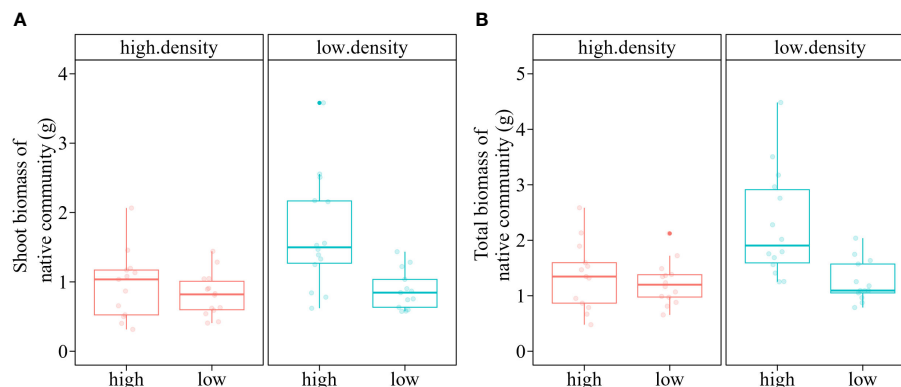 A
high.density
low.density
Shoot biomass of
native community (g)
4
3
2
1
0
high
low
high
low
B
high.density
low.density
Total biomass of
native community (g)
5
4
3
2
1
0
high
low
high
low